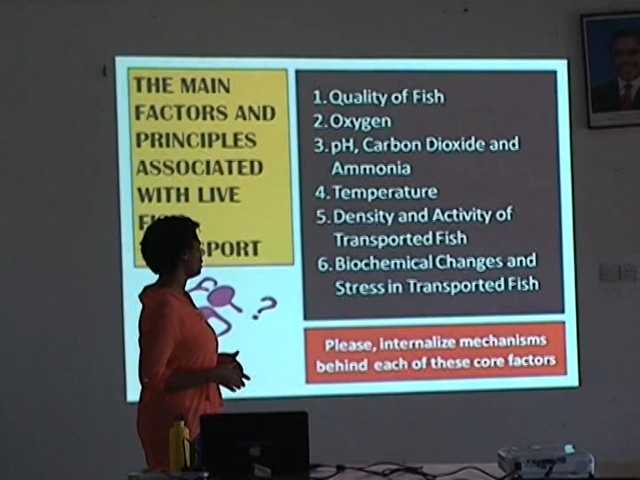 THE MAIN
FACTORS AND
PRINCIPLES
ASSOCIATED
WITH LIVE
1. Quality of Fish
2. Oxygen
3. pH, Carbon Dioxide and
Ammonia
4. Temperature
5. Density and Activity of
Transported Fish
6. Biochemical Changes and
Stress in Transported Fish
?
Please, internalize mechanisms
behind each of these core factors